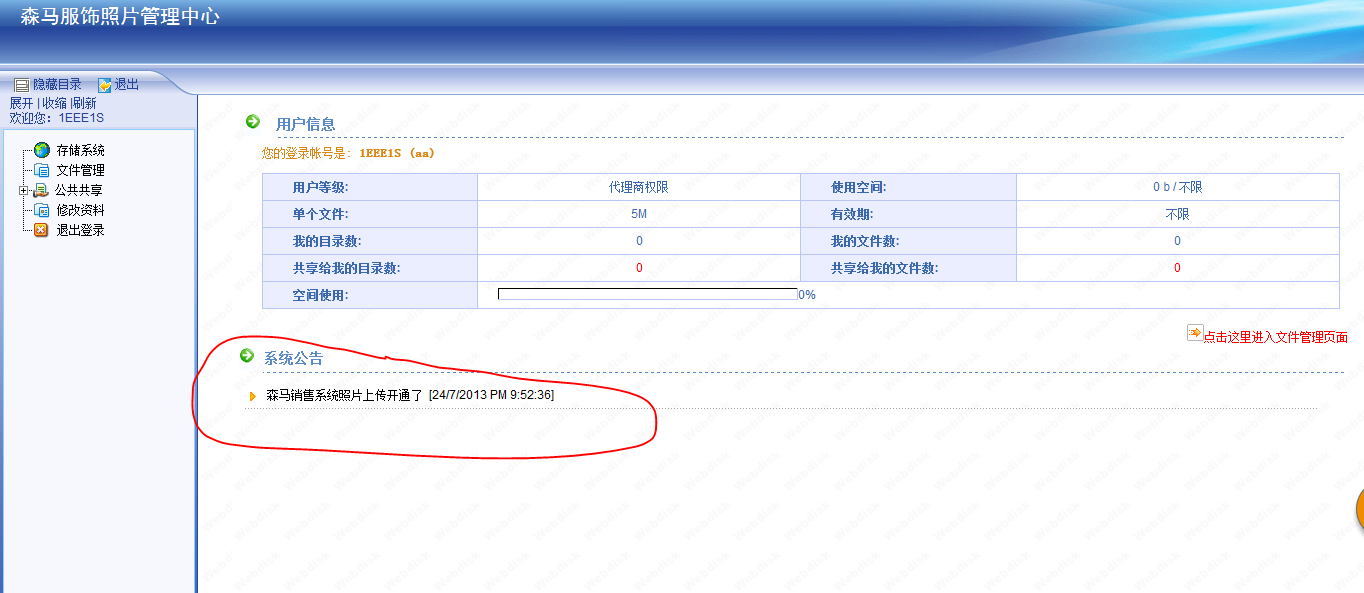 森马服饰照片管理中心
隐藏目录 退出
展开 | 收缩 |刷新
欢迎您：1EEE1S
存储系统
文件管理
公共共享
修改资料
退出登录
用户信息
您的登录帐号是：1EEE1S (aa)
用户等级: 代理商权限 使用空间: 0 b / 不限
单个文件: 5M 有效期: 不限
我的目录数: 0 我的文件数: 0
共享给我的目录数: 0 共享给我的文件数: 0
空间使用: 0%
点击这里进入文件管理页面
系统公告
森马销售系统照片上传开通了 [24/7/2013 PM 9:52:36]
Webdisk